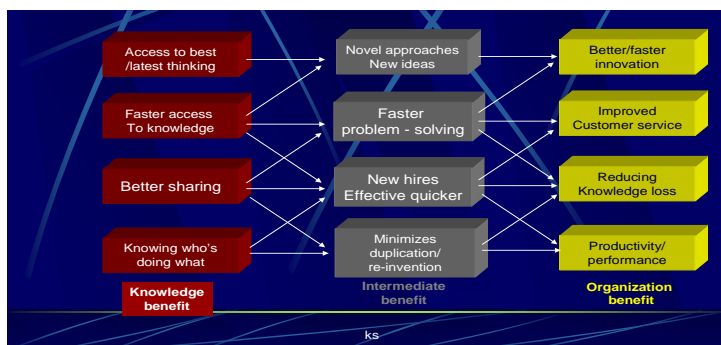 Access to best
/latest thinking
Novel approaches
New ideas
Better/faster
innovation
Faster access
To knowledge
Faster
problem - solving
Improved
Customer service
Better sharing
New hires
Effective quicker
Reducing
Knowledge loss
Knowing who's
doing what
Minimizes
duplication/
re-invention
Productivity/
performance
Knowledge
benefit
Intermediate
benefit
Organization
benefit
ks